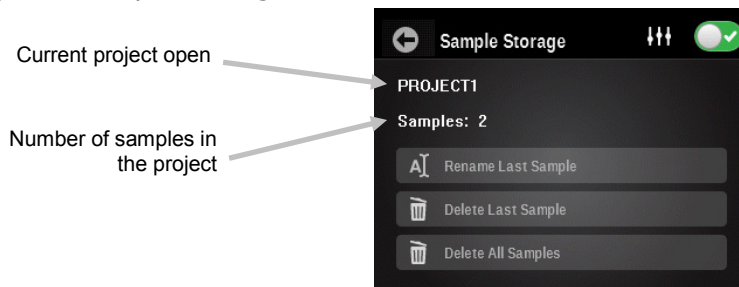 Sample Storage
Current project open
PROJECT1
Samples: 2
Number of samples in
the project
Rename Last Sample
Delete Last Sample
Delete All Samples